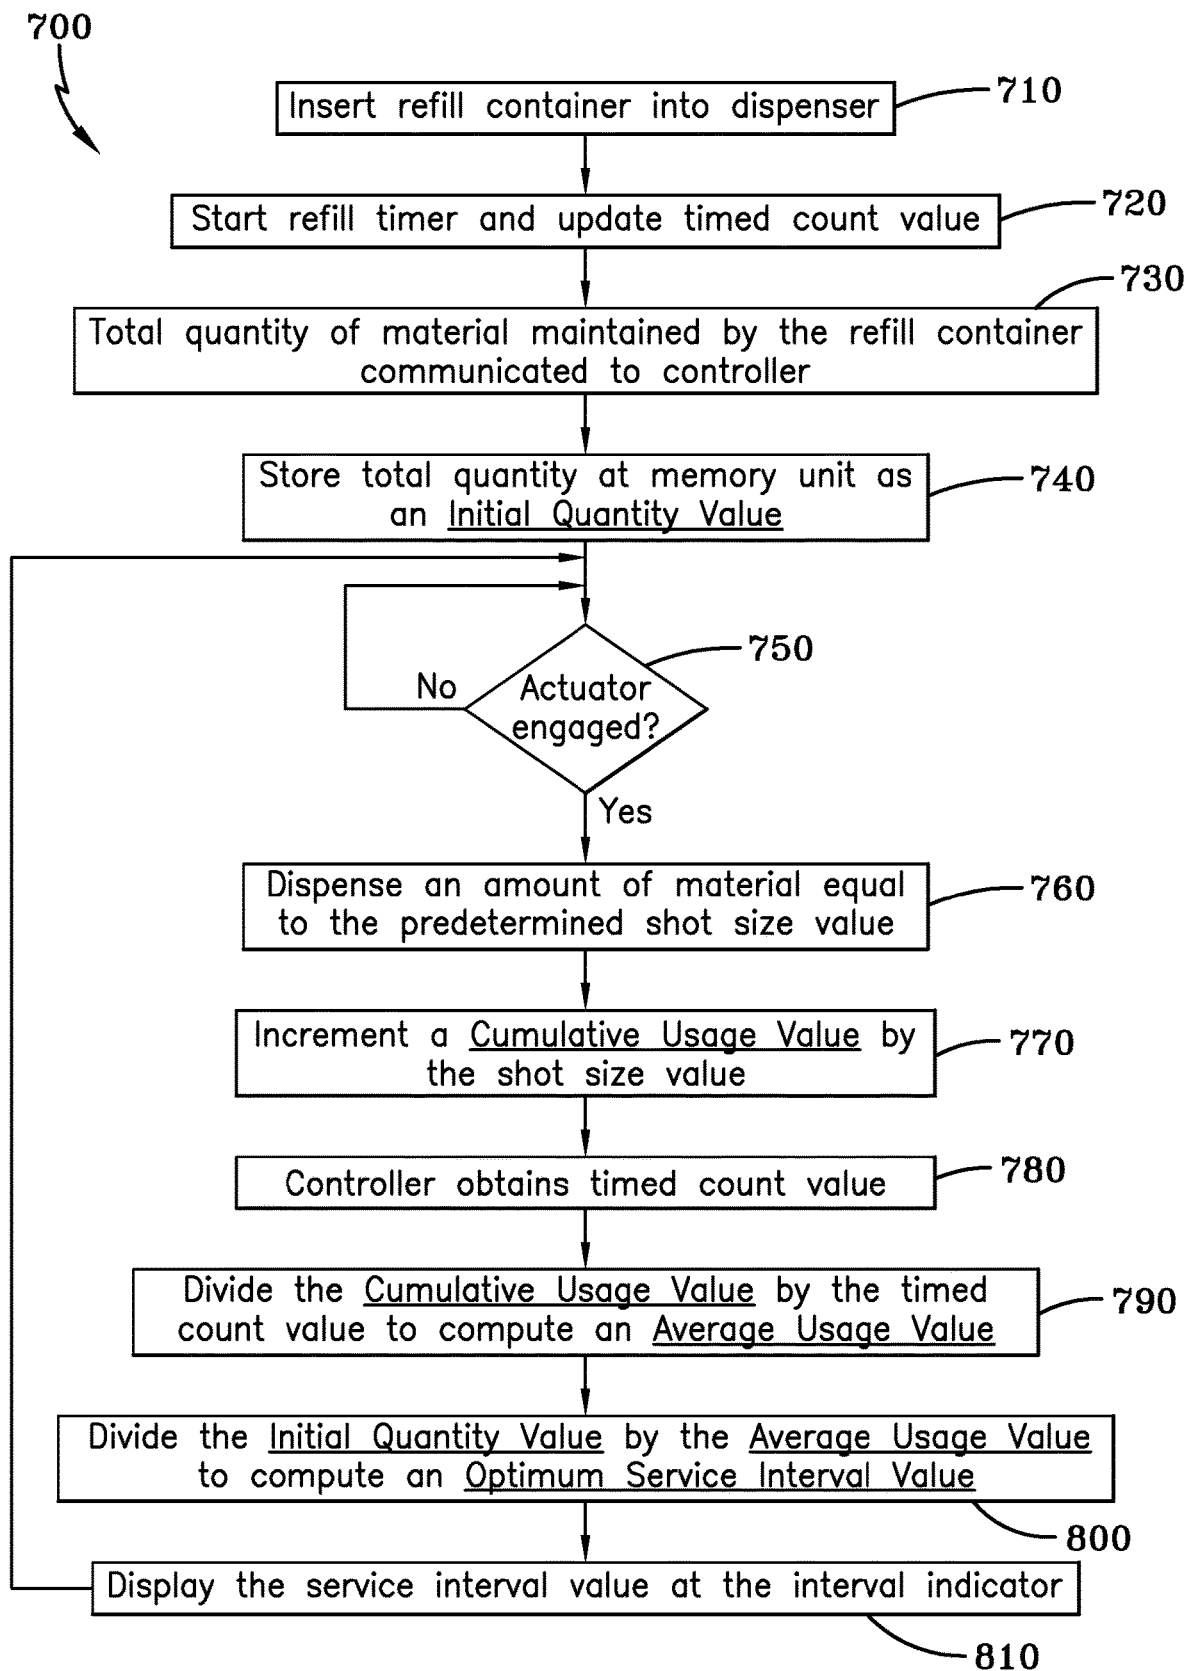 700
Insert refill container into dispenser
710
Start refill timer and update timed count value
720
730
Total quantity of material maintained by the refill container
communicated to controller
Store total quantity at memory unit as
an Initial Quantity Value
740
750
Actuator
engaged?
No
Yes
Dispense an amount of material equal
to the predetermined shot size value
760
Increment a Cumulative Usage Value by
the shot size value
770
Controller obtains timed count value
780
Divide the Cumulative Usage Value by the timed
count value to compute an Average Usage Value
790
Divide the Initial Quantity Value by the Average Usage Value
to compute an Optimum Service Interval Value
800
Display the service interval value at the interval indicator
810